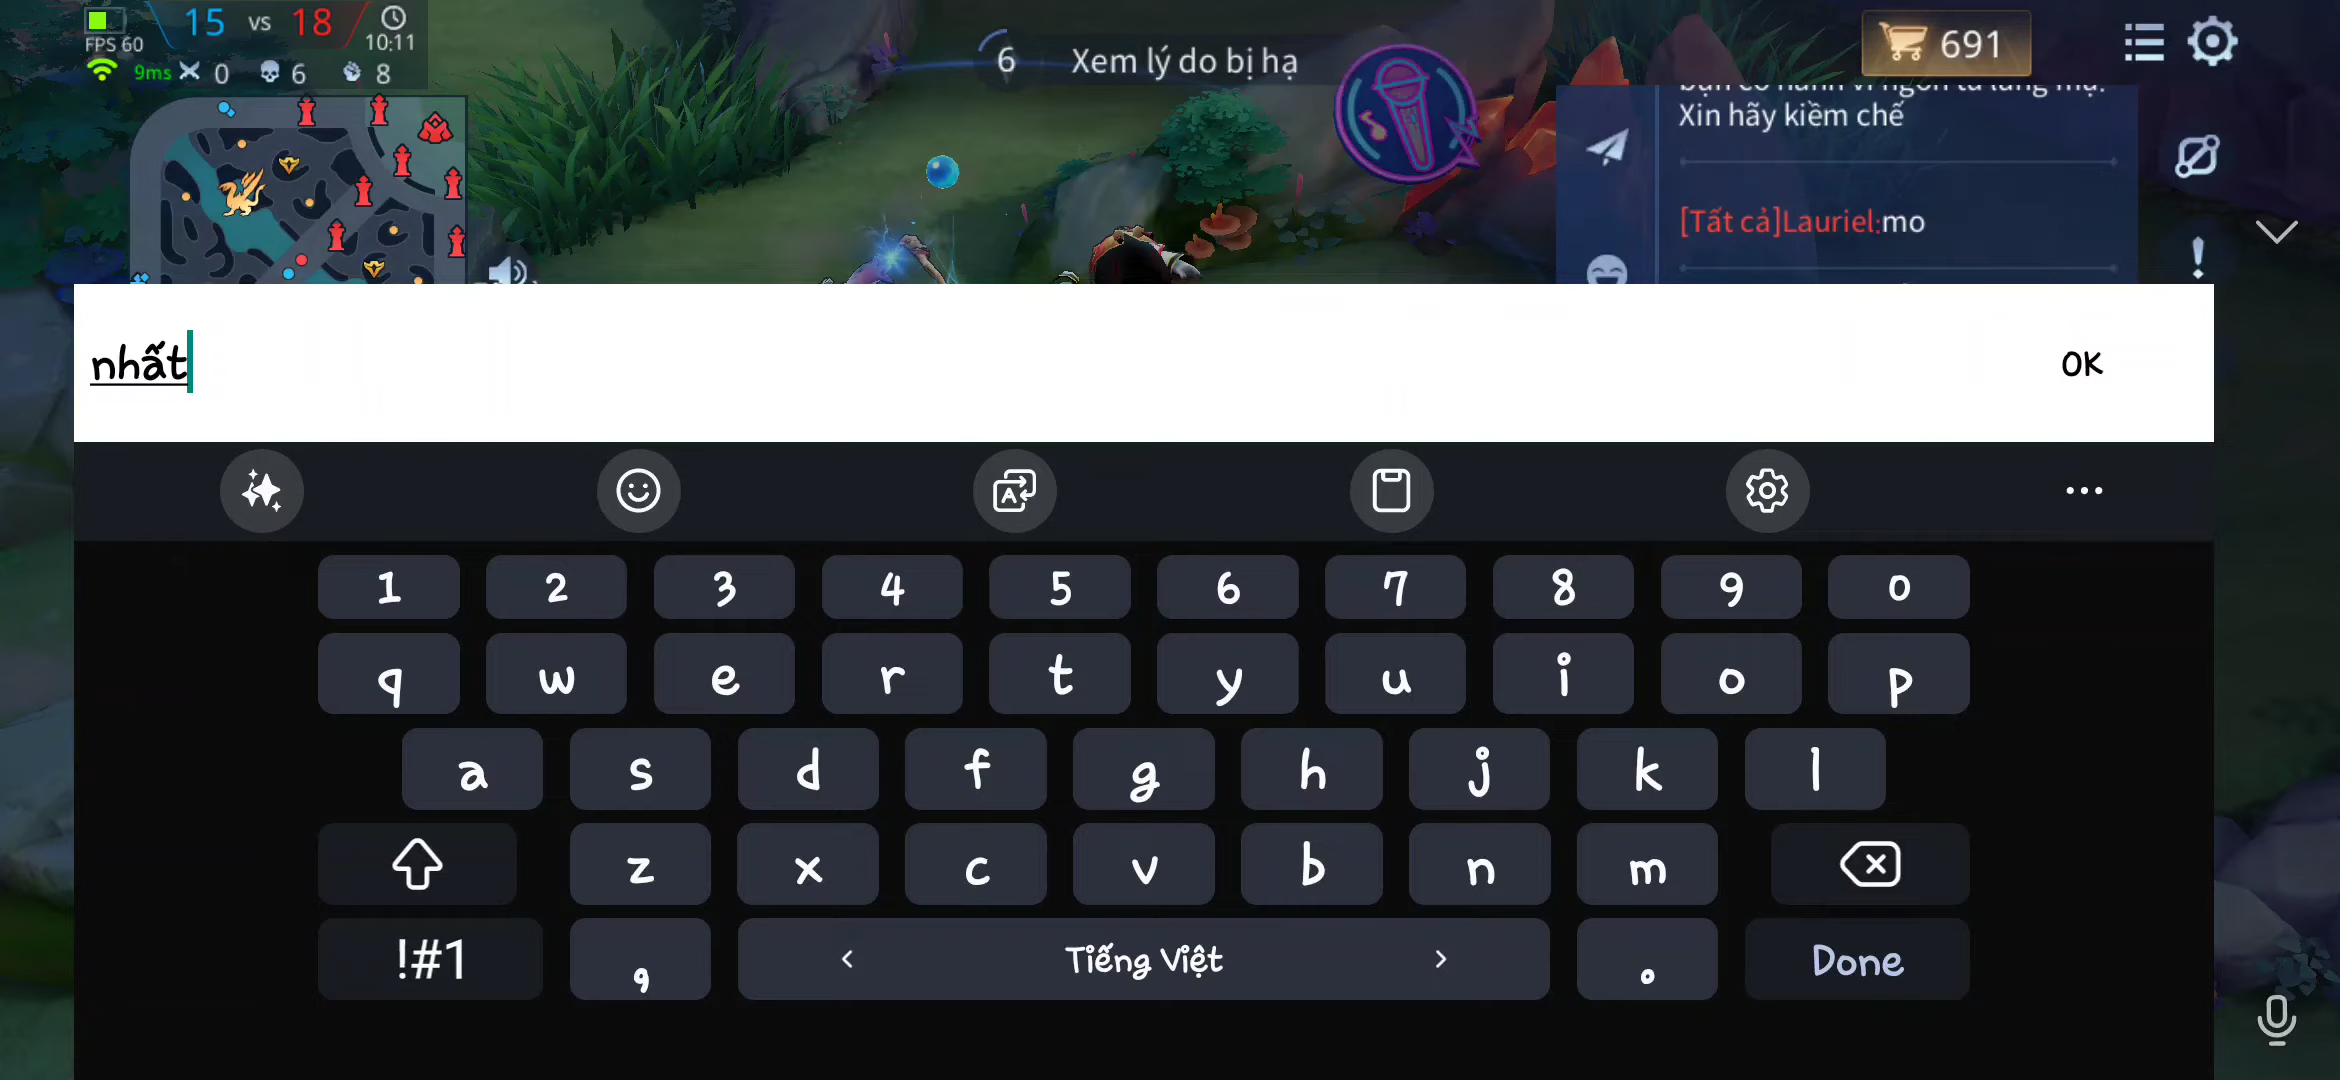 15 vs 18
FPS 60
10:11
9ms 0 6 8
6 Xem lý do bị hạ
691
Xin hãy kiềm chế
[Tất cả]Lauriel:mo
nhất
OK
1 2 3 4 5 6 7 8 9 0
q w e r t y u i o p
a s d f g h j k l
z x c v b n m
!#1 , < Tiếng Việt > . Done